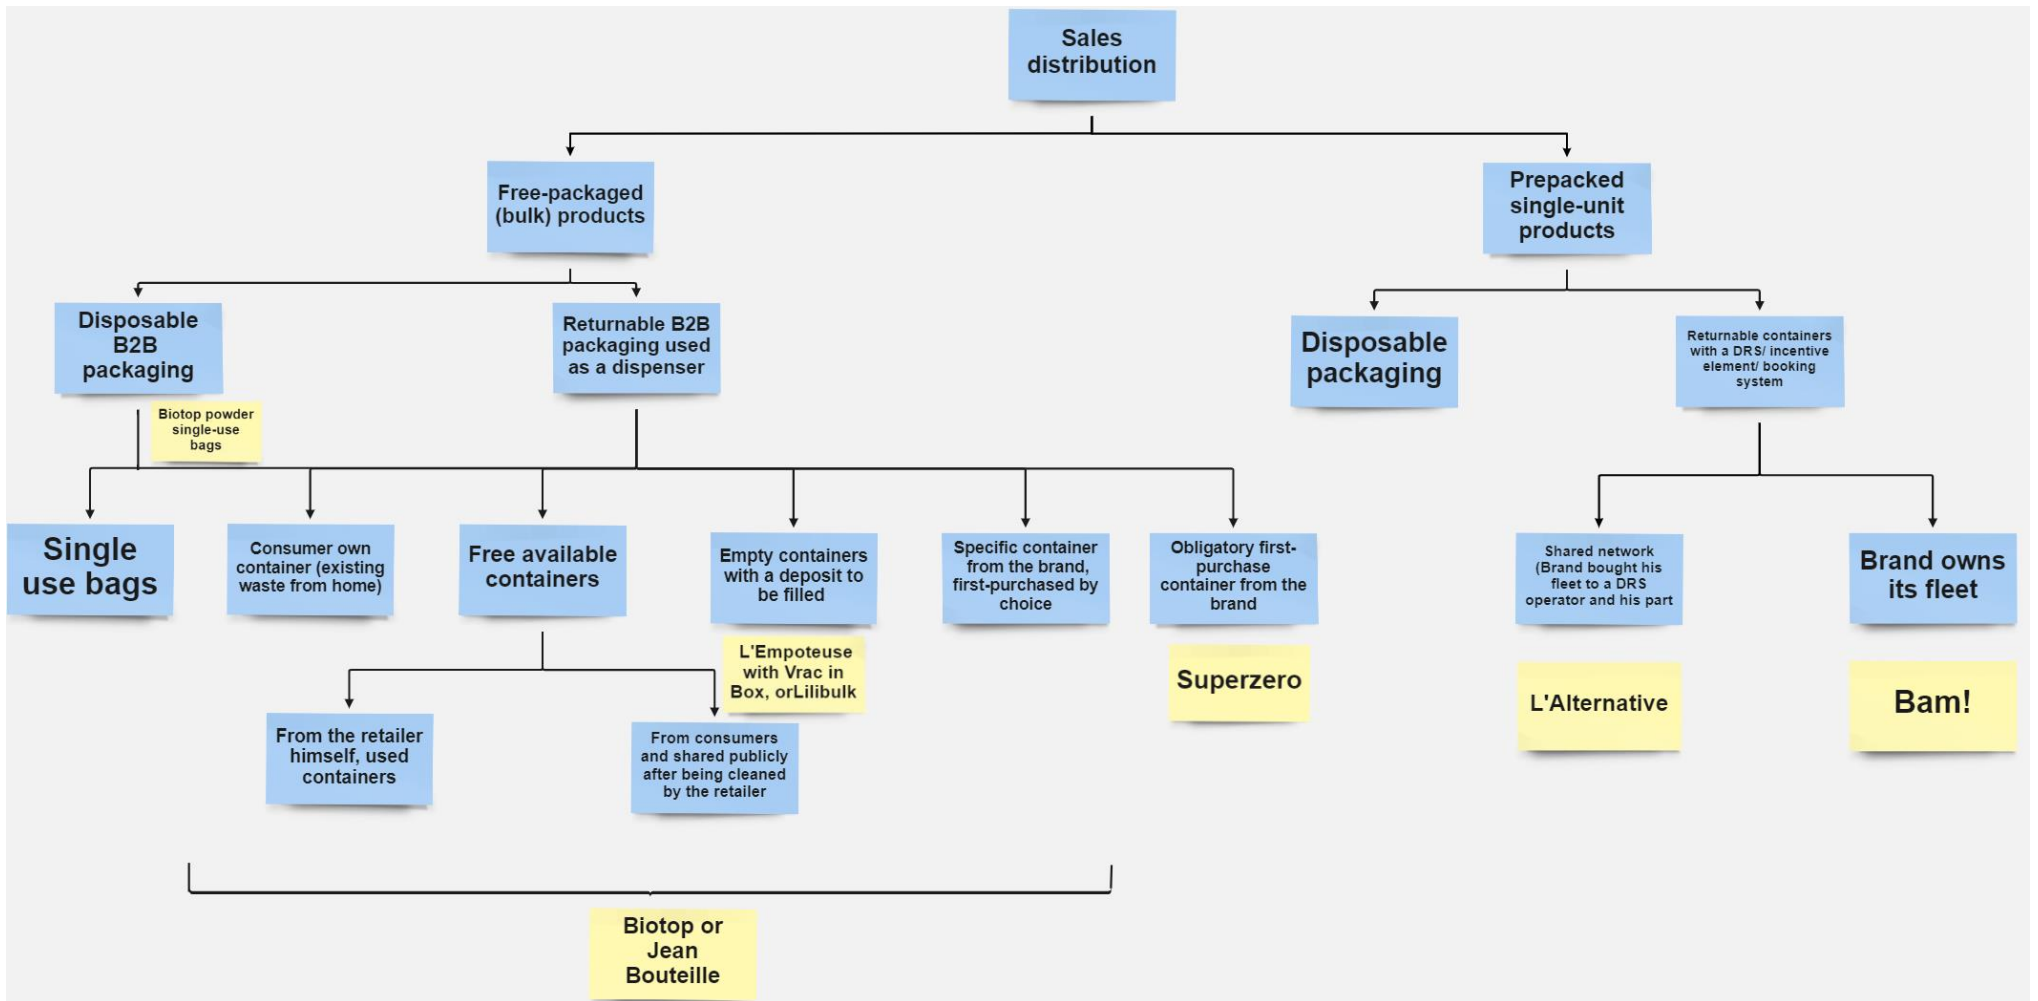 Sales
distribution
Free-packaged
(bulk) products
Prepacked
single-unit
products
Disposable
B2B
packaging
Returnable B2B
packaging used
as a dispenser
Disposable
packaging
Returnable containers
with a DRS/ incentive
element/ booking
system
Biotop powder
single-use
bags
Single
use bags
Consumer own
container (existing
waste from home)
Free available
containers
Empty containers
with a deposit to
be filled
Specific container
from the brand,
first-purchased by
choice
Obligatory first-
purchase
container from the
brand
Shared network
(Brand bought his
fleet to a DRS
operator and his part
Brand owns
its fleet
L'Empoteuse
with Vrac in
Box, orLilibulk
Superzero
L'Alternative
Bam!
From the retailer
himself, used
containers
From consumers
and shared publicly
after being cleaned
by the retailer
Biotop or
Jean
Bouteille